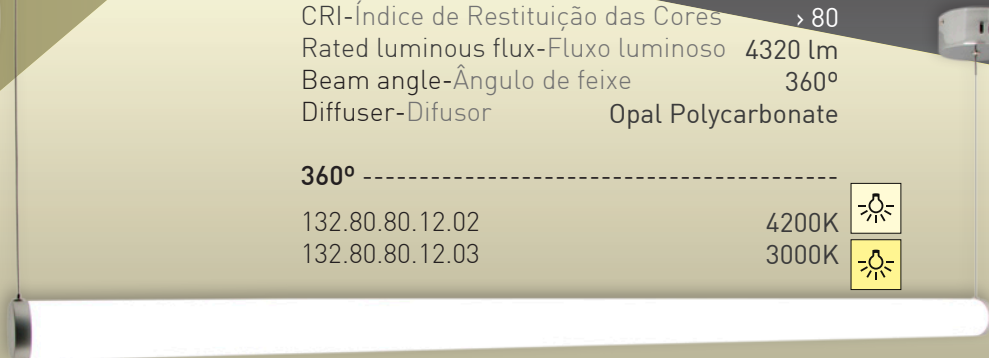 CRI-Índice de Restituição das Cores › 80
Rated luminous flux-Fluxo luminoso 4320 lm
Beam angle-Ângulo de feixe 360º
Diffuser-Difusor Opal Polycarbonate
360º ------------------------------------------
132.80.80.12.02 4200K
132.80.80.12.03 3000K